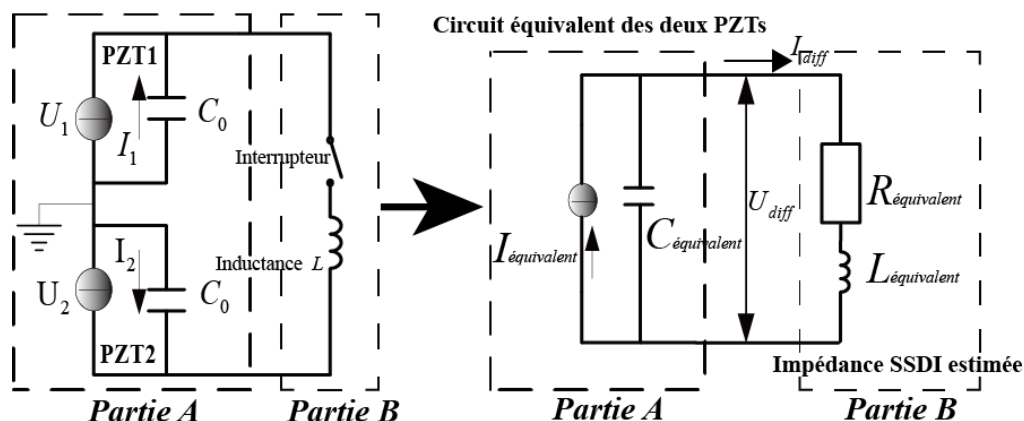 PZT1
U1
I1
C0
Interrupteur
I2
Inductance L
U2
C0
PZT2
Partie A
Partie B
Circuit équivalent des deux PZTs
Idiff
Iéquivalent
Céquivalent
Udiff
Réquivalent
Léquivalent
Impédance SSDI estimée
Partie A
Partie B